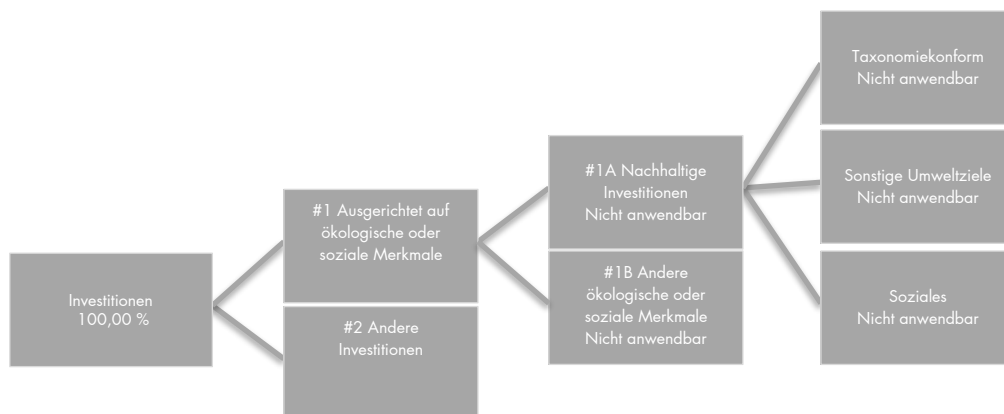 Investitionen
100,00 %
#1 Ausgerichtet auf
ökologische oder
soziale Merkmale
#2 Andere
Investitionen
#1A Nachhaltige
Investitionen
Nicht anwendbar
#1B Andere
ökologische oder
soziale Merkmale
Nicht anwendbar
Taxonomiekonform
Nicht anwendbar
Sonstige Umweltziele
Nicht anwendbar
Soziales
Nicht anwendbar